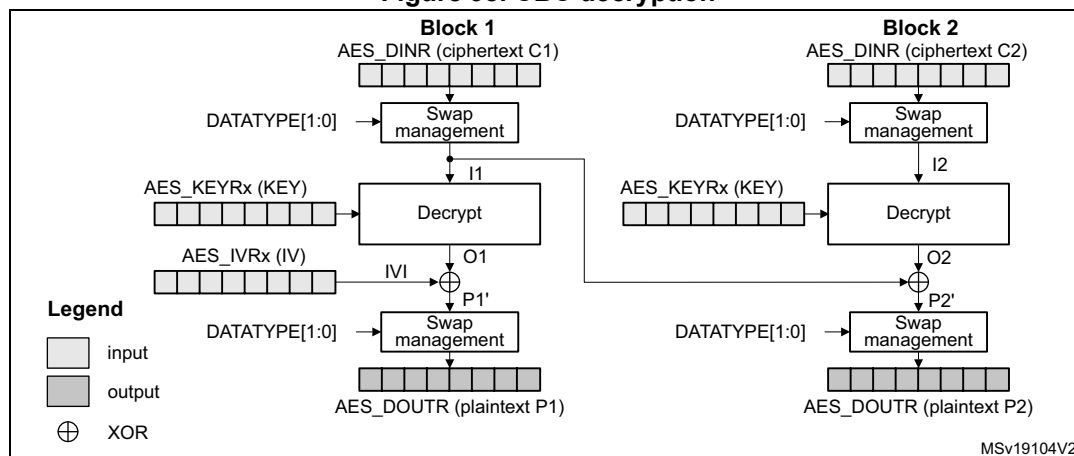 Block 1
AES_DINR (ciphertext C1)
DATATYPE[1:0]
Swap
management
I1
AES_KEYRx (KEY)
Decrypt
AES_IVRx (IV)
IVI
O1
P1'
DATATYPE[1:0]
Swap
management
AES_DOUTR (plaintext P1)
Block 2
AES_DINR (ciphertext C2)
DATATYPE[1:0]
Swap
management
I2
AES_KEYRx (KEY)
Decrypt
O2
P2'
DATATYPE[1:0]
Swap
management
AES_DOUTR (plaintext P2)
Legend
input
output
XOR
MSv19104V2